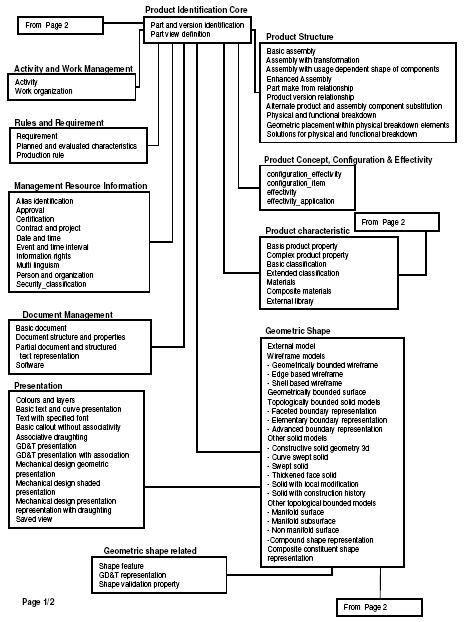 Product Identification Core
From Page 2
Part and version identification
Part view definition
Product Structure
Basic assembly
Assembly with transformation
Assembly with usage dependent shape of components
Enhanced Assembly
Part make from relationship
Product version relationship
Alternate product and assembly component substitution
Physical and functional breakdown
Geometric placement within physical breakdown elements
Solutions for physical and functional breakdown
Activity and Work Management
Activity
Work organization
Rules and Requirement
Requirement
Planned and evaluated characteristics
Production rule
Product Concept, Configuration & Effectivity
configuration_effectivity
configuration_item
effectivity
effectivity_application
Management Resource Information
Alias identification
Approval
Certification
Contract and project
Date and time
Event and time interval
Information rights
Multi linguism
Person and organization
Security_classification
From Page 2
Product characteristic
Basis product property
Complex product property
Basic classification
Extended classification
Materials
Composite materials
External library
Document Management
Basic document
Document structure and properties
Partial document and structured
text representation
Software
Geometric Shape
External model
Wireframe models
- Geometrically bounded wireframe
- Edge based wireframe
- Shell based wireframe
Geometrically bounded surface
Topologically bounded solid models
- Faceted boundary representation
- Elementary boundary representation
- Advanced boundary representation
Other solid models
- Constructive solid geometry 3d
- Curve swept solid
- Swept solid
- Thickened face solid
- Solid with local modification
- Solid with construction history
Other topological bounded models
- Manifold surface
- Manifold subsurface
- Non manifold surface
-Compound shape representation
Composite constituent shape
representation
Presentation
Colours and layers
Basic text and curve presentation
Text with specified font
Basic callout without associativity
Associative draughting
GD&T presentation
GD&T presentation with association
Mechanical design geometric
presentation
Mechanical design shaded
presentation
Mechanical design presentation
representation with draughting
Saved view
Geometric shape related
Shape feature
GD&T representation
Shape validation property
Page 1/2
From Page 2